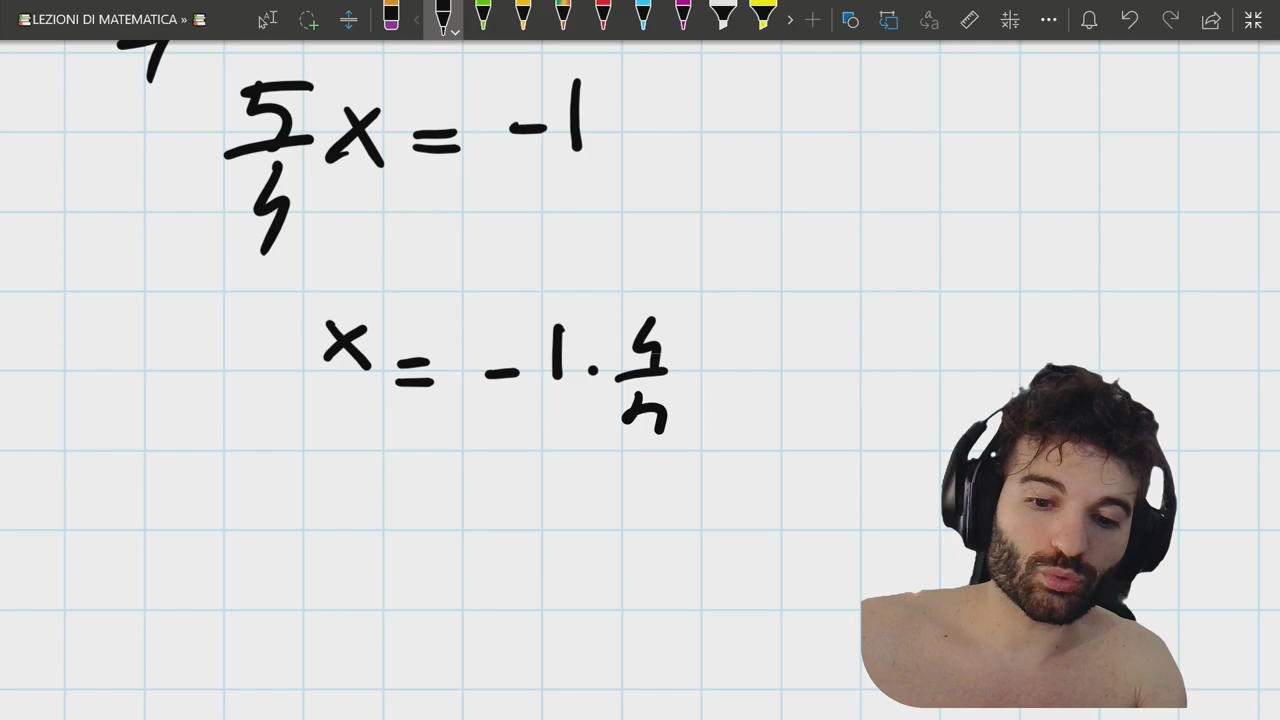 LEZIONI DI MATEMATICA »
5/4 x = -1
x = -1 · 4/5